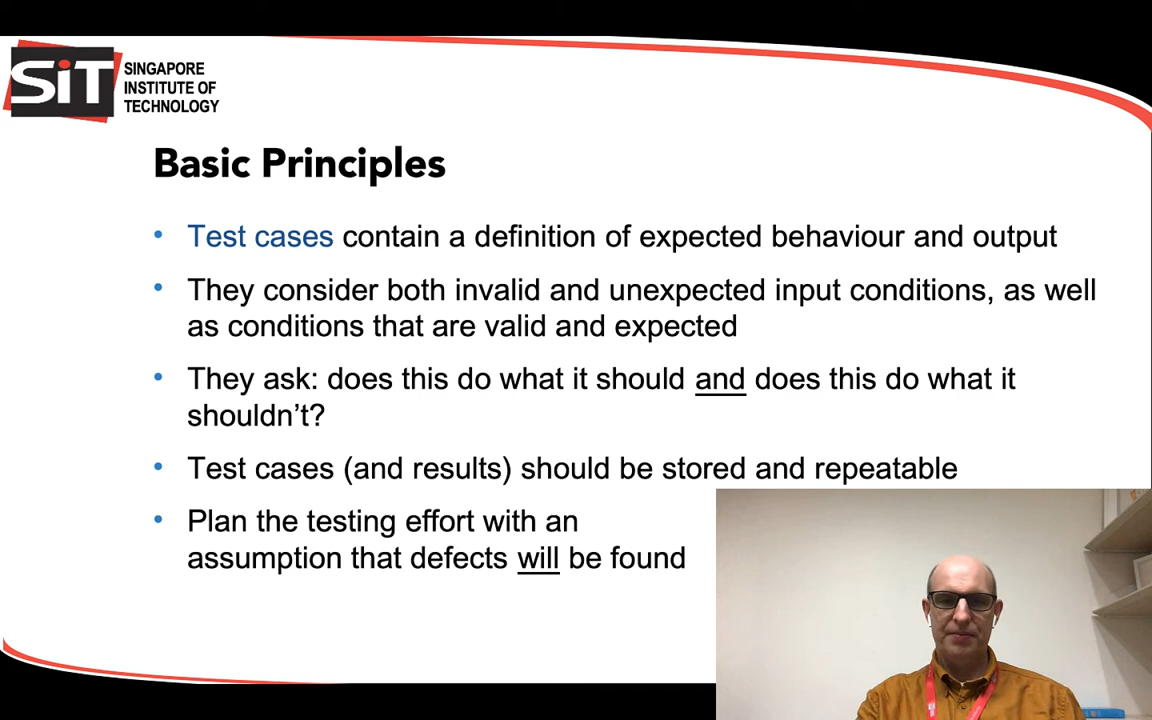 SiT
SINGAPORE
INSTITUTE OF
TECHNOLOGY
Basic Principles
• Test cases contain a definition of expected behaviour and output
• They consider both invalid and unexpected input conditions, as well
as conditions that are valid and expected
• They ask: does this do what it should and does this do what it
shouldn’t?
• Test cases (and results) should be stored and repeatable
• Plan the testing effort with an
assumption that defects will be found